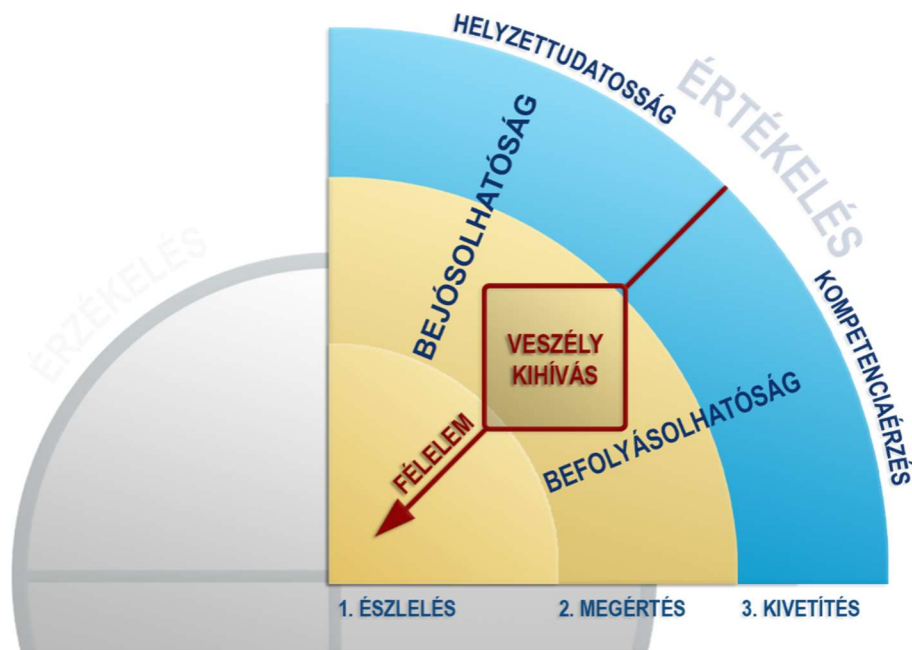 HELYZETTUDATOSSÁG
ÉRTÉKELÉS
BEJÓSOLHATÓSÁG
ÉRZÉKELÉS
KOMPETENCIAÉRZÉS
VESZÉLY
KIHÍVÁS
BEFOLYÁSOLHATÓSÁG
FÉLELEM
1. ÉSZLELÉS
2. MEGÉRTÉS
3. KIVETÍTÉS